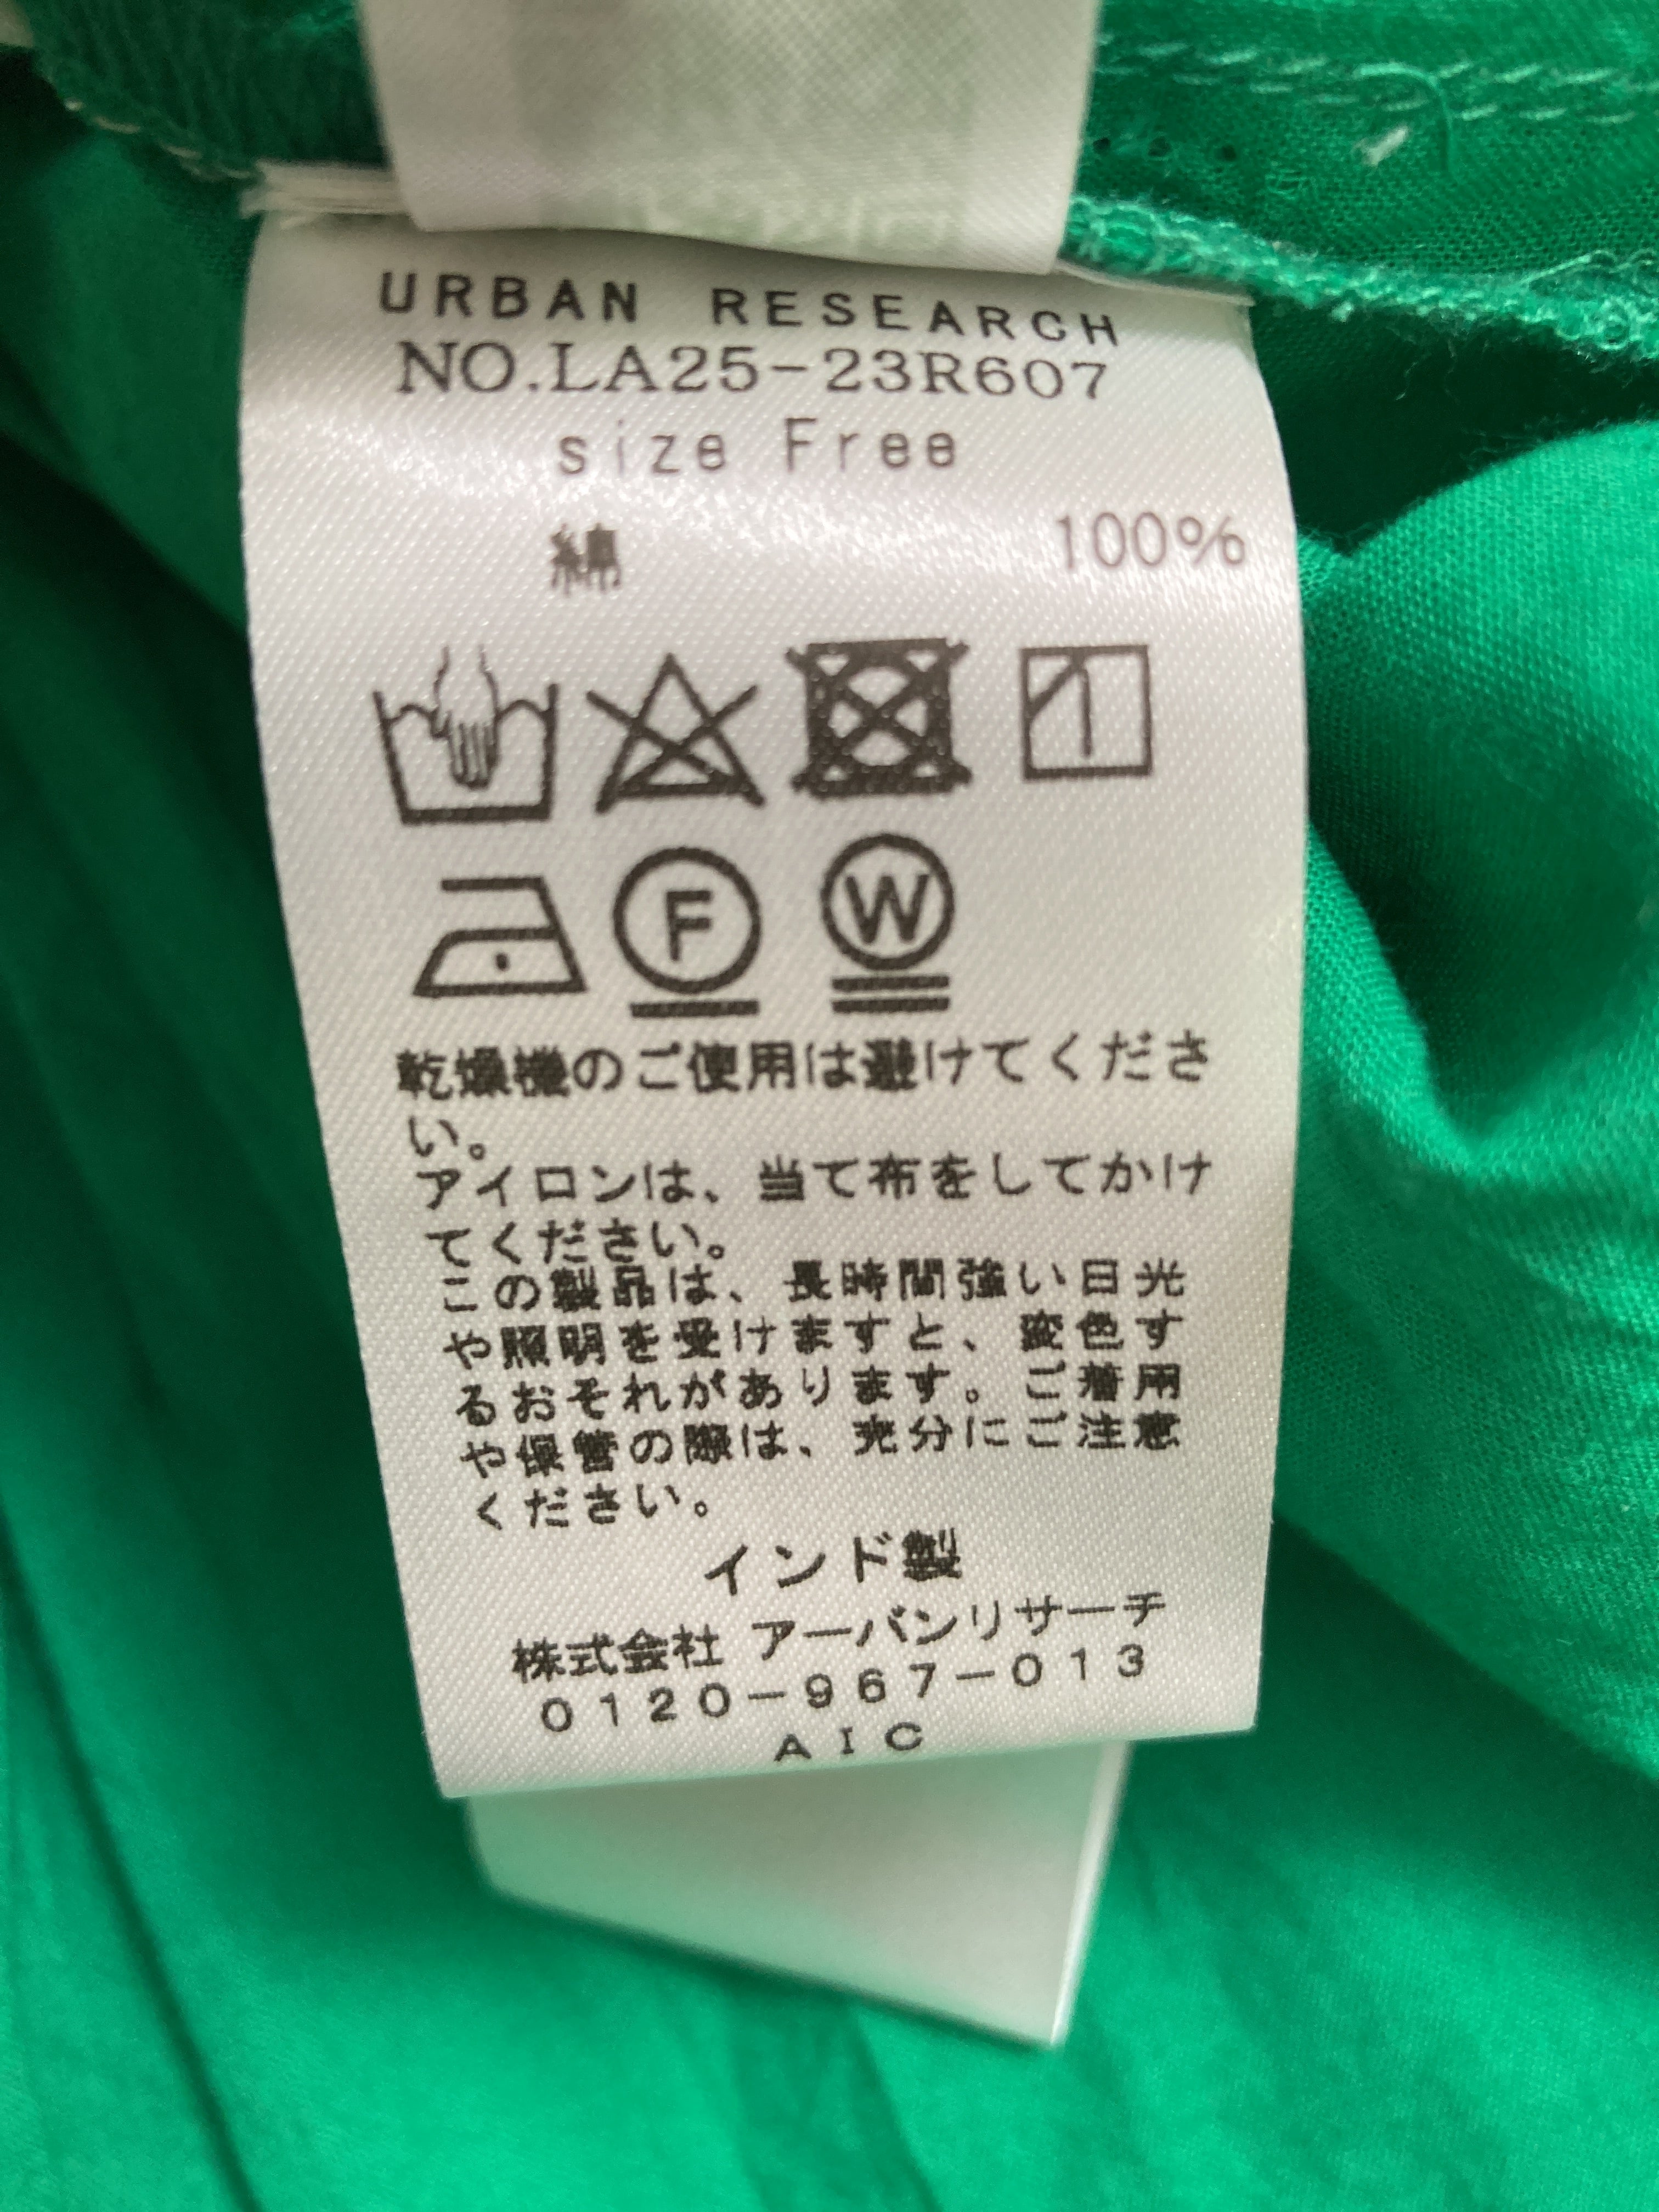 URBAN RESEARCH
NO.LA25-23R607
size Free
綿 100%
F W
乾燥機のご使用は避けてくださ
い。
アイロンは、当て布をしてかけ
てください。
この製品は、長時間強い日光
や照明を受けますと、変色す
るおそれがあります。ご着用
や保管の際は、充分にご注意
ください。
インド製
株式会社 アーバンリサーチ
0120-967-013
AIC